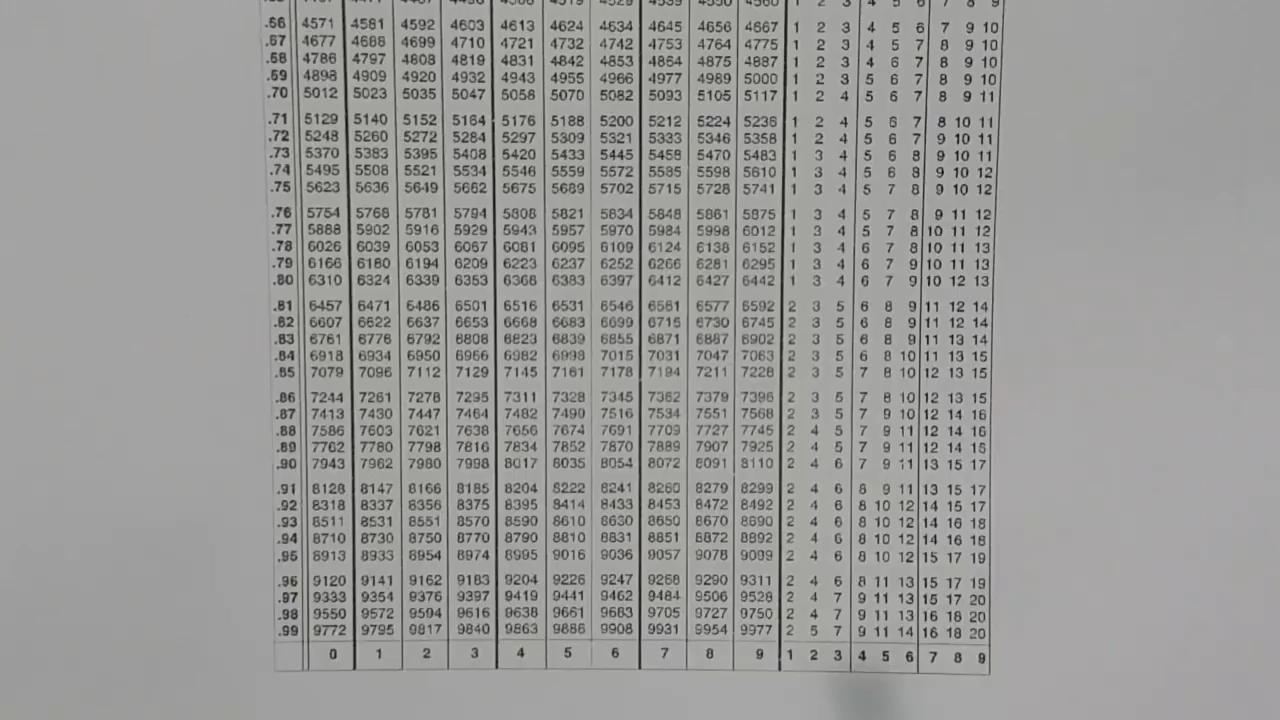 .66 4571 4581 4592 4603 4613 4624 4634 4645 4656 4667 1 2 3 4 5 6 7 9 10
.67 4677 4688 4699 4710 4721 4732 4742 4753 4764 4775 1 2 3 4 5 7 8 9 10
.68 4786 4797 4808 4819 4831 4842 4853 4864 4875 4887 1 2 3 4 6 7 8 9 10
.69 4898 4909 4920 4932 4943 4955 4966 4977 4989 5000 1 2 3 5 6 7 8 9 10
.70 5012 5023 5035 5047 5058 5070 5082 5093 5105 5117 1 2 4 5 6 7 8 9 11
.71 5129 5140 5152 5164 5176 5188 5200 5212 5224 5236 1 2 4 5 6 7 8 10 11
.72 5248 5260 5272 5284 5297 5309 5321 5333 5346 5358 1 2 4 5 6 7 9 10 11
.73 5370 5383 5395 5408 5420 5433 5445 5458 5470 5483 1 3 4 5 6 8 9 10 11
.74 5495 5508 5521 5534 5546 5559 5572 5585 5598 5610 1 3 4 5 6 8 9 10 12
.75 5623 5636 5649 5662 5675 5689 5702 5715 5728 5741 1 3 4 5 7 8 9 10 12
.76 5754 5768 5781 5794 5808 5821 5834 5848 5861 5875 1 3 4 5 7 8 9 11 12
.77 5888 5902 5916 5929 5943 5957 5970 5984 5998 6012 1 3 4 5 7 8 10 11 12
.78 6026 6039 6053 6067 6081 6095 6109 6124 6138 6152 1 3 4 6 7 8 10 11 13
.79 6166 6180 6194 6209 6223 6237 6252 6266 6281 6295 1 3 4 6 7 9 10 11 13
.80 6310 6324 6339 6353 6368 6383 6397 6412 6427 6442 1 3 4 6 7 9 10 12 13
.81 6457 6471 6486 6501 6516 6531 6546 6561 6577 6592 2 3 5 6 8 9 11 12 14
.82 6607 6622 6637 6653 6668 6683 6699 6715 6730 6745 2 3 5 6 8 9 11 12 14
.83 6761 6776 6792 6808 6823 6839 6855 6871 6887 6902 2 3 5 6 8 9 11 13 14
.84 6918 6934 6950 6966 6982 6998 7015 7031 7047 7063 2 3 5 6 8 10 11 13 15
.85 7079 7096 7112 7129 7145 7161 7178 7194 7211 7228 2 3 5 7 8 10 12 13 15
.86 7244 7261 7278 7295 7311 7328 7345 7362 7379 7396 2 3 5 7 8 10 12 13 15
.87 7413 7430 7447 7464 7482 7499 7516 7534 7551 7568 2 3 5 7 9 10 12 14 16
.88 7586 7603 7621 7638 7656 7674 7691 7709 7727 7745 2 4 5 7 9 11 12 14 16
.89 7762 7780 7798 7816 7834 7852 7870 7889 7907 7925 2 4 5 7 9 11 12 14 16
.90 7943 7962 7980 7998 8017 8035 8054 8072 8091 8110 2 4 6 7 9 11 13 15 17
.91 8128 8147 8166 8185 8204 8222 8241 8260 8279 8299 2 4 6 8 9 11 13 15 17
.92 8318 8337 8356 8375 8395 8414 8433 8453 8472 8492 2 4 6 8 10 12 14 15 17
.93 8511 8531 8551 8570 8590 8610 8630 8650 8670 8690 2 4 6 8 10 12 14 16 18
.94 8710 8730 8750 8770 8790 8810 8831 8851 8872 8892 2 4 6 8 10 12 14 16 18
.95 8913 8933 8954 8974 8995 9016 9036 9057 9078 9099 2 4 6 8 10 12 15 17 19
.96 9120 9141 9162 9183 9204 9226 9247 9268 9290 9311 2 4 6 8 11 13 15 17 19
.97 9333 9354 9376 9397 9419 9441 9462 9484 9506 9528 2 4 7 9 11 13 15 17 20
.98 9550 9572 9594 9616 9638 9661 9683 9705 9727 9750 2 4 7 9 11 13 16 18 20
.99 9772 9795 9817 9840 9863 9886 9908 9931 9954 9977 2 5 7 9 11 14 16 18 20
0 1 2 3 4 5 6 7 8 9 1 2 3 4 5 6 7 8 9